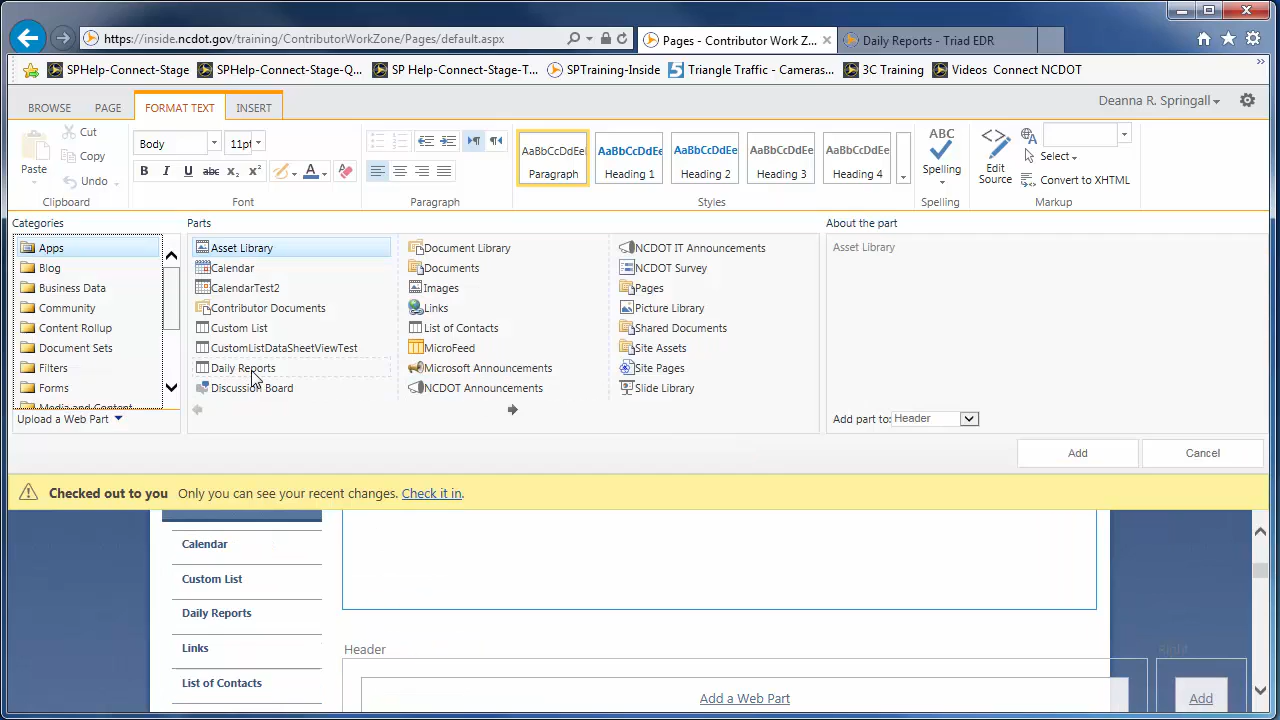 https://inside.ncdot.gov/training/ContributorWorkZone/Pages/default.aspx
Pages - Contributor Work Z...
Daily Reports - Triad EDR
SPHelp-Connect-Stage
SPHelp-Connect-Stage-Q...
SP Help-Connect-Stage-T...
SPTraining-Inside
Triangle Traffic - Cameras...
3C Training
Videos Connect NCDOT
BROWSE
PAGE
FORMAT TEXT
INSERT
Deanna R. Springall
Paste
Cut
Copy
Undo
Clipboard
Body
11pt
B I U abc x₂ x²
A
Font
Paragraph
AaBbCcDdEe
Paragraph
AaBbCcDdEe
Heading 1
AaBbCcDdEe
Heading 2
AaBbCcDdEe
Heading 3
AaBbCcDdEe
Heading 4
Styles
ABC
Spelling
Spelling
Edit
Source
Select
Convert to XHTML
Markup
Categories
Apps
Blog
Business Data
Community
Content Rollup
Document Sets
Filters
Forms
Media and Content
Upload a Web Part
Parts
Asset Library
Calendar
CalendarTest2
Contributor Documents
Custom List
CustomListDataSheetViewTest
Daily Reports
Discussion Board
Document Library
Documents
Images
Links
List of Contacts
MicroFeed
Microsoft Announcements
NCDOT Announcements
NCDOT IT Announcements
NCDOT Survey
Pages
Picture Library
Shared Documents
Site Assets
Site Pages
Slide Library
About the part
Asset Library
Add part to: Header
Add
Cancel
Checked out to you Only you can see your recent changes. Check it in.
Calendar
Custom List
Daily Reports
Links
List of Contacts
Header
Right
Add a Web Part
Add